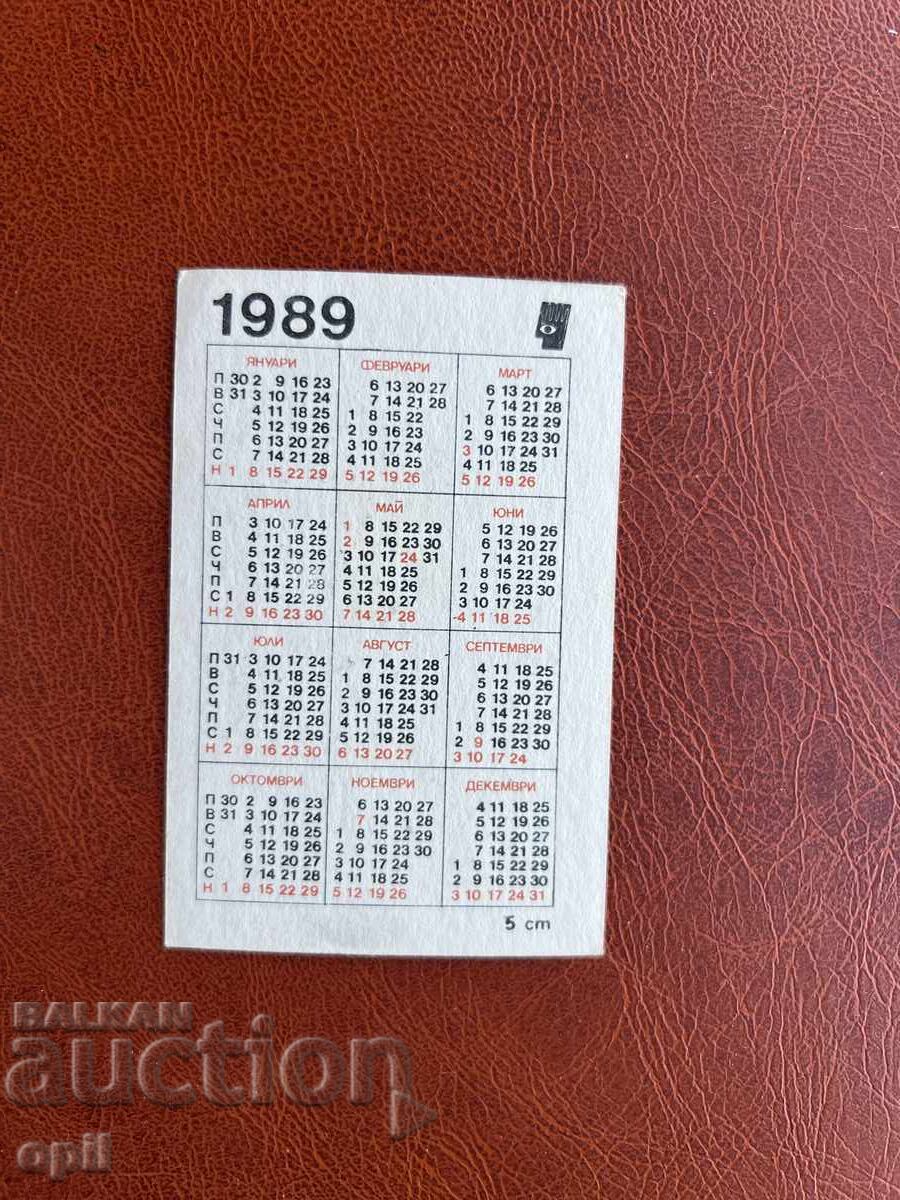 1989
ЯНУАРИ
П 30 2 9 16 23
В 31 3 10 17 24
С 4 11 18 25
Ч 5 12 19 26
П 6 13 20 27
С 7 14 21 28
Н 1 8 15 22 29
ФЕВРУАРИ
6 13 20 27
7 14 21 28
1 8 15 22
2 9 16 23
3 10 17 24
4 11 18 25
5 12 19 26
МАРТ
6 13 20 27
7 14 21 28
1 8 15 22 29
2 9 16 23 30
3 10 17 24 31
4 11 18 25
5 12 19 26
АПРИЛ
П 3 10 17 24
В 4 11 18 25
С 5 12 19 26
Ч 6 13 20 27
П 7 14 21 28
С 1 8 15 22 29
Н 2 9 16 23 30
МАЙ
1 8 15 22 29
2 9 16 23 30
3 10 17 24 31
4 11 18 25
5 12 19 26
6 13 20 27
7 14 21 28
ЮНИ
5 12 19 26
6 13 20 27
7 14 21 28
1 8 15 22 29
2 9 16 23 30
3 10 17 24
4 11 18 25
ЮЛИ
П 31 3 10 17 24
В 4 11 18 25
С 5 12 19 26
Ч 6 13 20 27
П 7 14 21 28
С 1 8 15 22 29
Н 2 9 16 23 30
АВГУСТ
7 14 21 28
1 8 15 22 29
2 9 16 23 30
3 10 17 24 31
4 11 18 25
5 12 19 26
6 13 20 27
СЕПТЕМВРИ
4 11 18 25
5 12 19 26
6 13 20 27
7 14 21 28
1 8 15 22 29
2 9 16 23 30
3 10 17 24
ОКТОМВРИ
П 30 2 9 16 23
В 31 3 10 17 24
С 4 11 18 25
Ч 5 12 19 26
П 6 13 20 27
С 7 14 21 28
Н 1 8 15 22 29
НОЕМВРИ
6 13 20 27
7 14 21 28
1 8 15 22 29
2 9 16 23 30
3 10 17 24
4 11 18 25
5 12 19 26
ДЕКЕМВРИ
4 11 18 25
5 12 19 26
6 13 20 27
7 14 21 28
1 8 15 22 29
2 9 16 23 30
3 10 17 24 31
5 cm
BALKAN
auction
opil